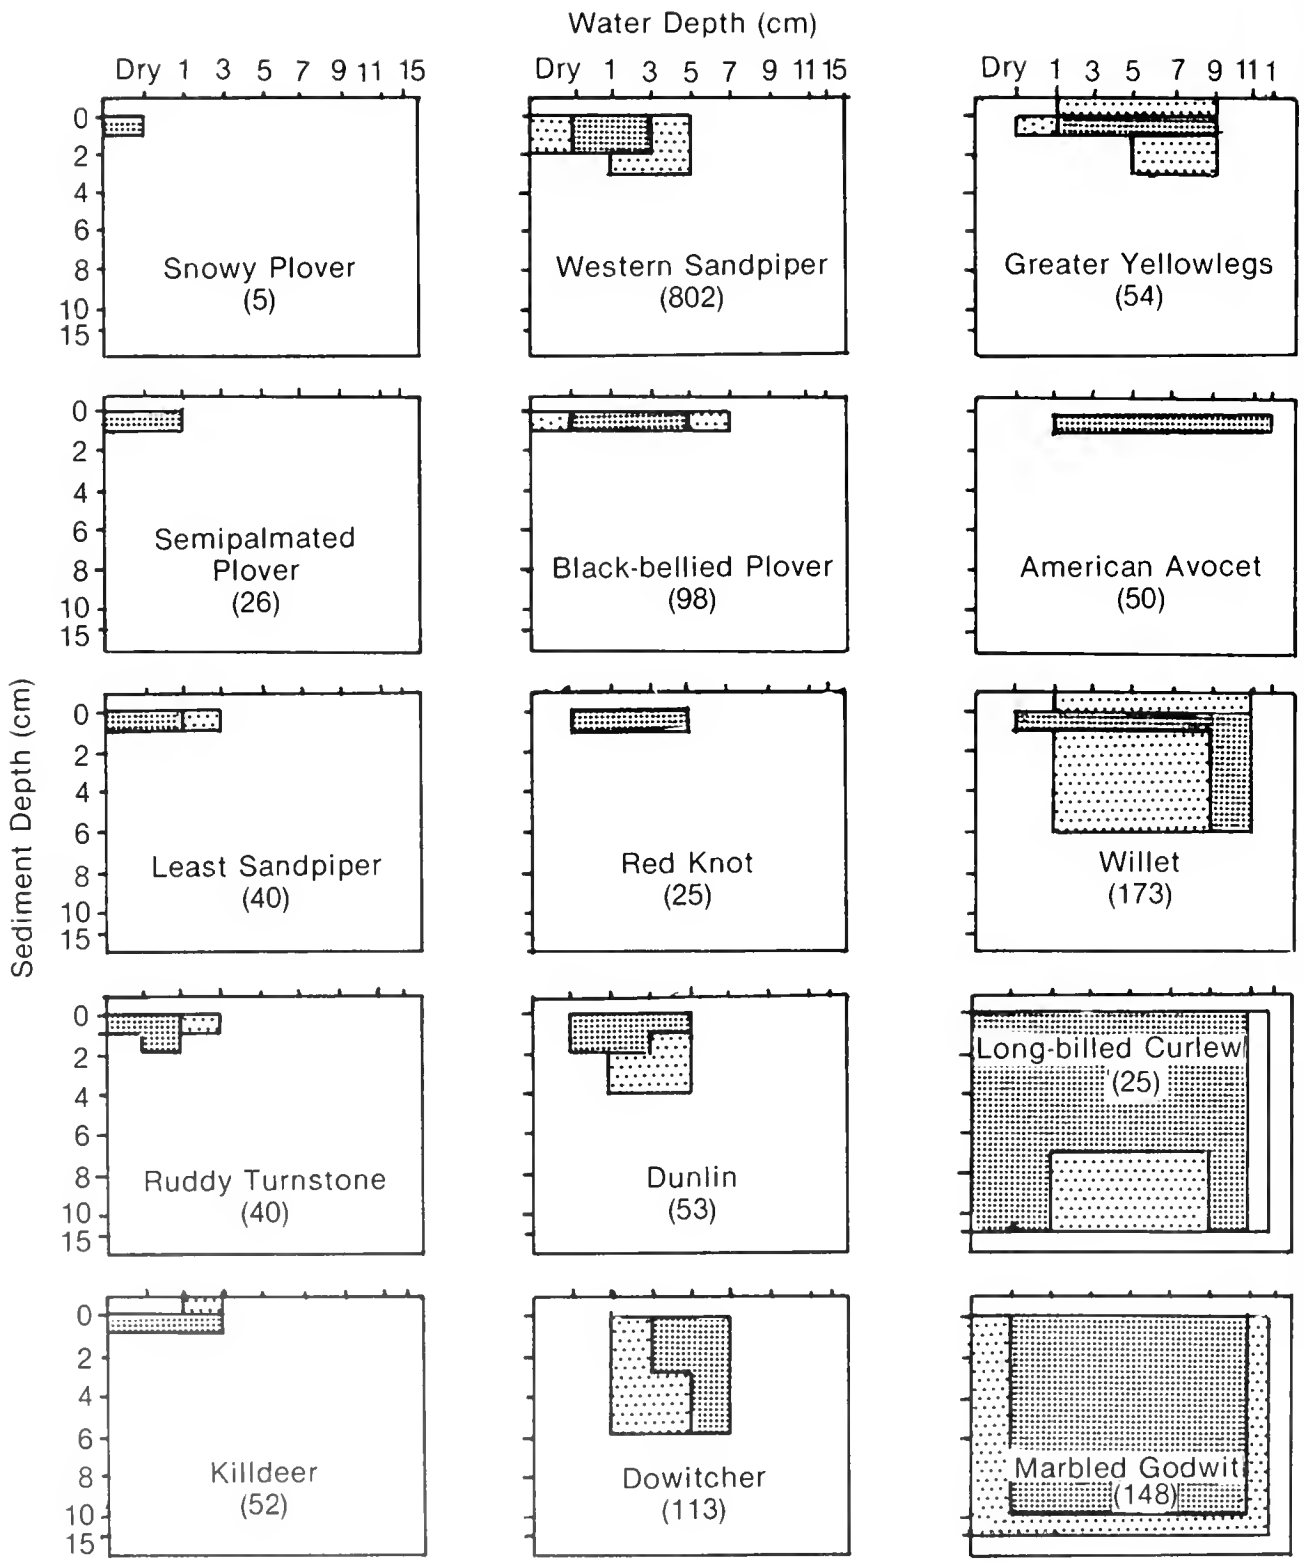 Water Depth (cm)
Dry 1 3 5 7 9 11 15
Dry 1 3 5 7 9 11 15
Dry 1 3 5 7 9 11 1
Sediment Depth (cm)
0
2
4
6
8
10
15
Snowy Plover
(5)
Western Sandpiper
(802)
Greater Yellowlegs
(54)
0
2
4
6
8
10
15
Semipalmated
Plover
(26)
Black-bellied Plover
(98)
American Avocet
(50)
0
2
4
6
8
10
15
Least Sandpiper
(40)
Red Knot
(25)
Willet
(173)
0
2
4
6
8
10
15
Ruddy Turnstone
(40)
Dunlin
(53)
Long-billed Curlew
(25)
0
2
4
6
8
10
15
Killdeer
(52)
Dowitcher
(113)
Marbled Godwit
(148)